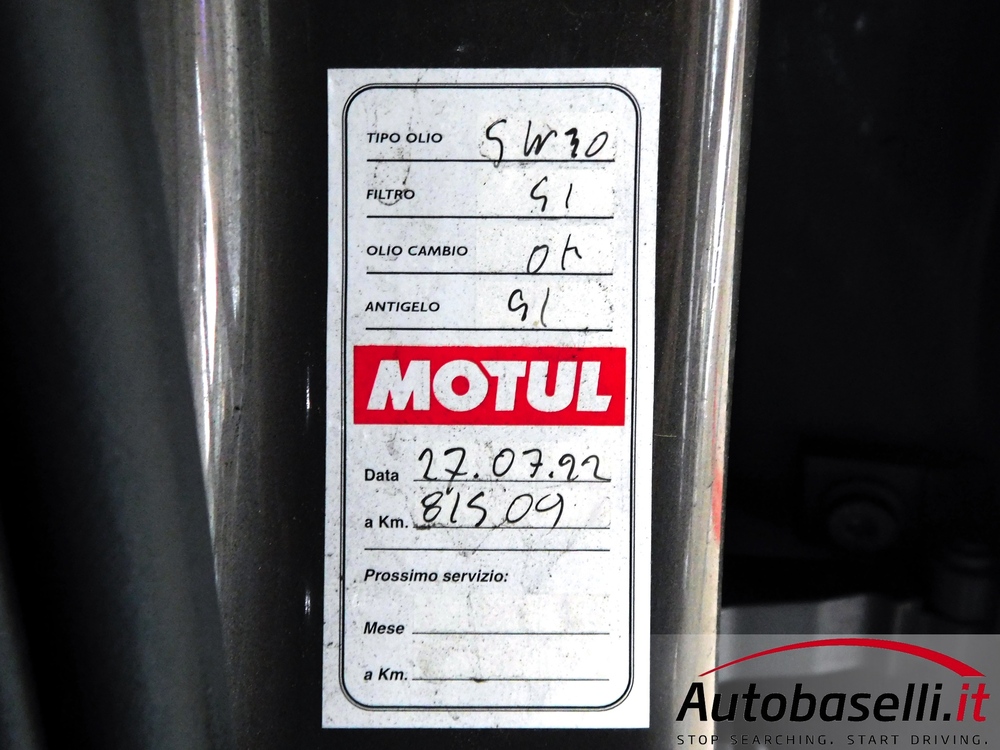 TIPO OLIO 5W30
FILTRO SI
OLIO CAMBIO OK
ANTIGELO SI
MOTUL
Data 27.07.22
a Km. 81509
Prossimo servizio:
Mese
a Km.
Autobaselli.it
STOP SEARCHING. START DRIVING.